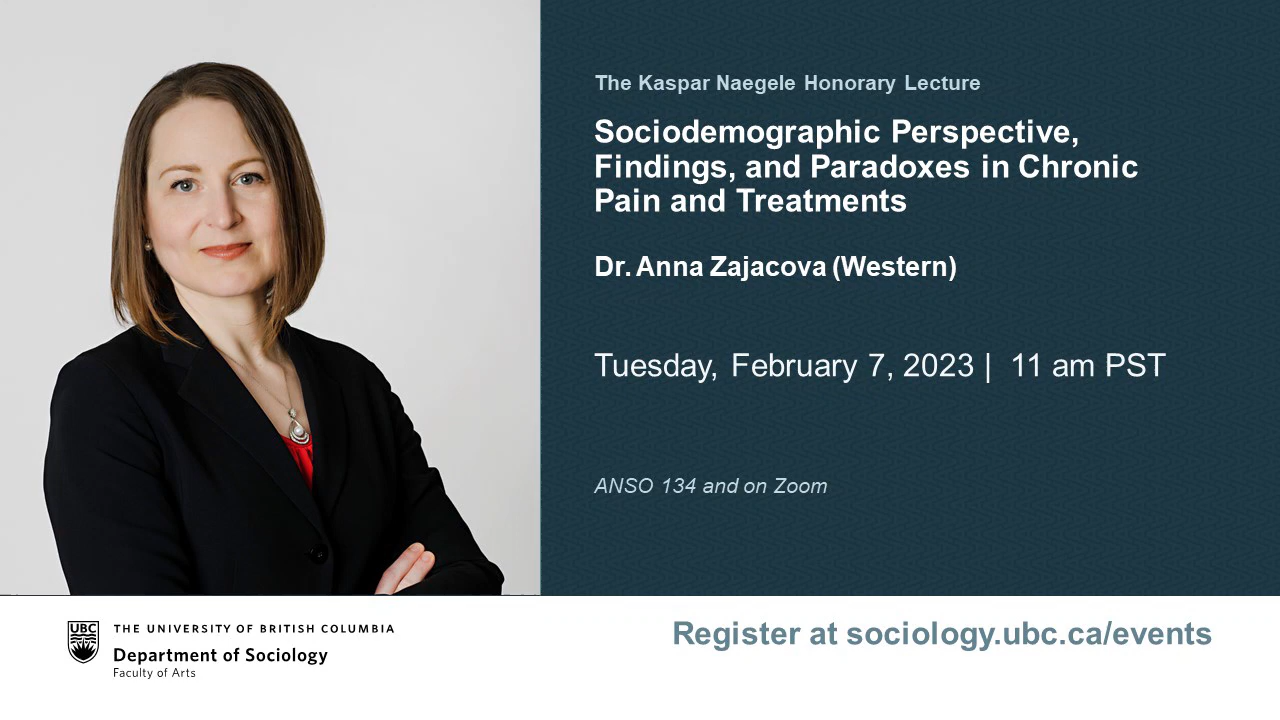 The Kaspar Naegele Honorary Lecture
Sociodemographic Perspective,
Findings, and Paradoxes in Chronic
Pain and Treatments
Dr. Anna Zajacova (Western)
Tuesday, February 7, 2023 | 11 am PST
ANSO 134 and on Zoom
UBC
THE UNIVERSITY OF BRITISH COLUMBIA
Department of Sociology
Faculty of Arts
Register at sociology.ubc.ca/events